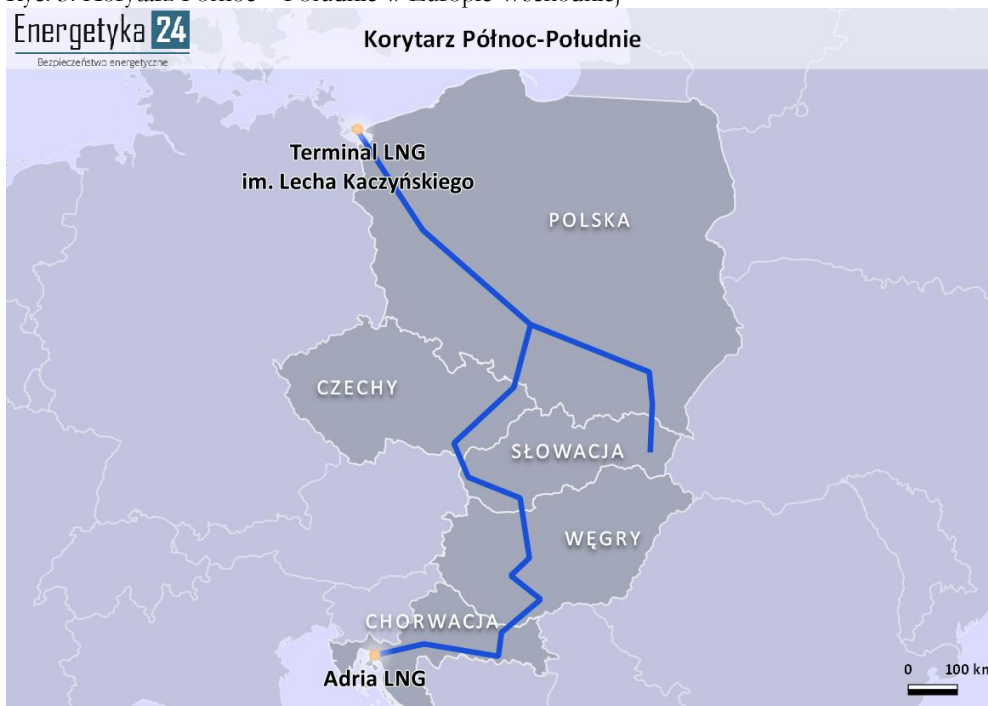 Energetyka 24
Bezpieczeństwo energetyczne
Korytarz Północ-Południe
Terminal LNG
im. Lecha Kaczyńskiego
POLSKA
CZECHY
SŁOWACJA
WĘGRY
CHORWACJA
Adria LNG
0 100 km